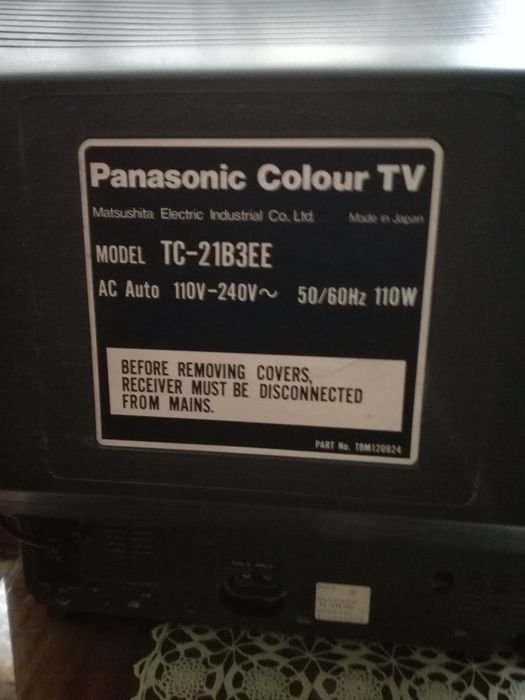 Panasonic Colour TV
Matsushita Electric Industrial Co., Ltd. Made in Japan
MODEL TC-21B3EE
AC Auto 110V-240V~ 50/60Hz 110W
BEFORE REMOVING COVERS,
RECEIVER MUST BE DISCONNECTED
FROM MAINS.
PART No. TBM120924